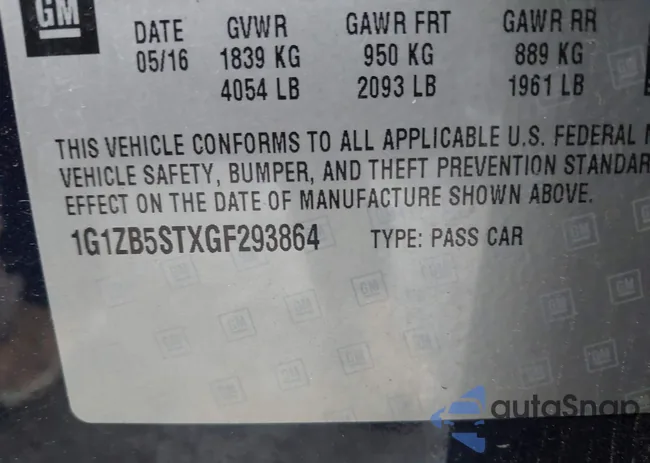 GM
DATE GVWR GAWR FRT GAWR RR
05/16 1839 KG 950 KG 889 KG
4054 LB 2093 LB 1961 LB
THIS VEHICLE CONFORMS TO ALL APPLICABLE U.S. FEDERAL
VEHICLE SAFETY, BUMPER, AND THEFT PREVENTION STANDAR
EFFECT ON THE DATE OF MANUFACTURE SHOWN ABOVE.
1G1ZB5STXGF293864 TYPE: PASS CAR
autoSnap